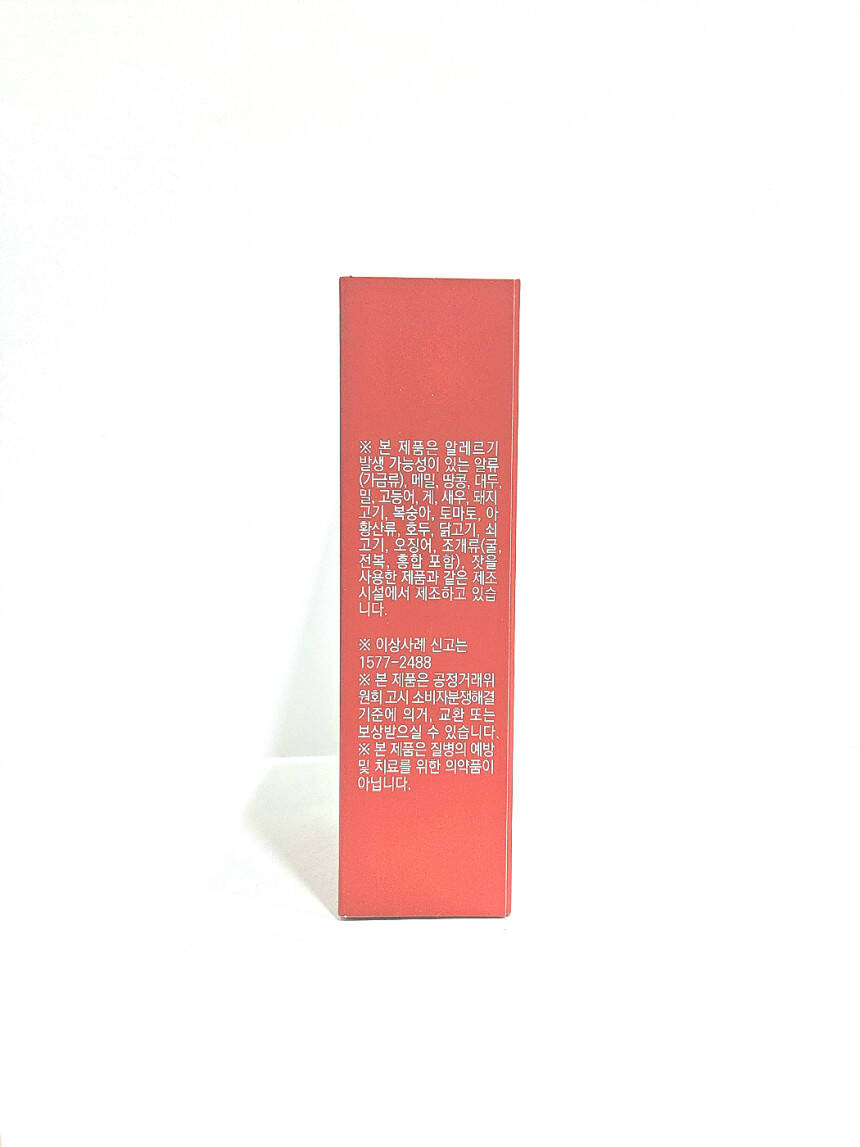 ※ 본 제품은 알레르기
발생 가능성이 있는 알류
(가금류), 메밀, 땅콩, 대두,
밀, 고등어, 게, 새우, 돼지
고기, 복숭아, 토마토, 아
황산류, 호두, 닭고기, 쇠
고기, 오징어, 조개류(굴,
전복, 홍합 포함), 잣을
사용한 제품과 같은 제조
시설에서 제조하고 있습
니다.
※ 이상사례 신고는
1577-2488
※ 본 제품은 공정거래위
원회 고시 소비자분쟁해결
기준에 의거, 교환 또는
보상받으실 수 있습니다.
※ 본 제품은 질병의 예방
및 치료를 위한 의약품이
아닙니다.